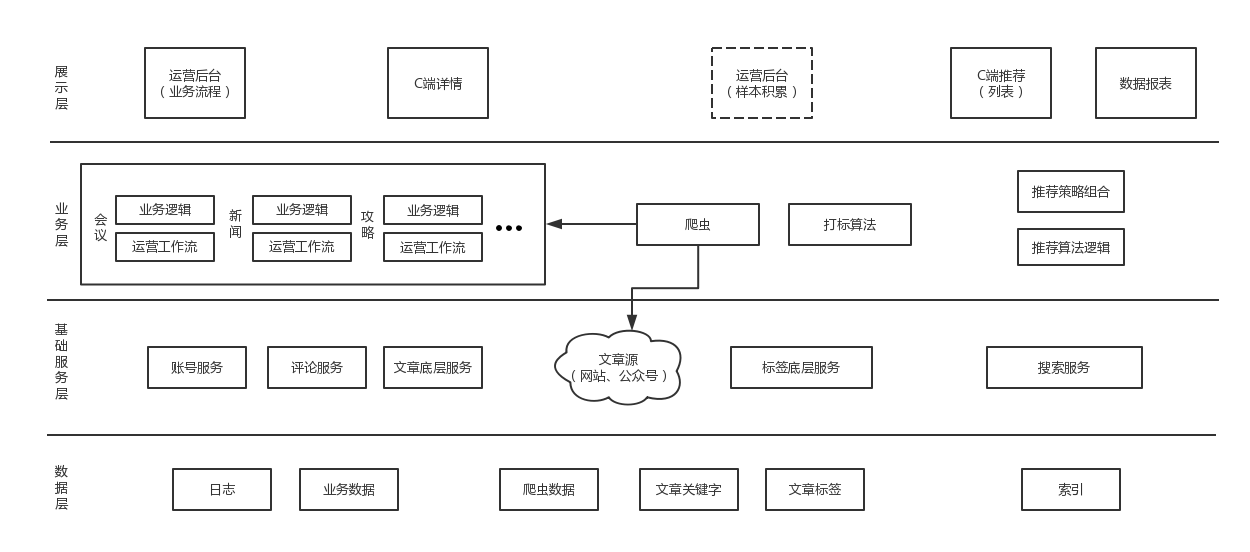 展示层
运营后台
（业务流程）
C端详情
运营后台
（样本积累）
C端推荐
（列表）
数据报表
业务层
会议
业务逻辑
运营工作流
新闻
业务逻辑
运营工作流
攻略
业务逻辑
运营工作流
•••
爬虫
打标算法
推荐策略组合
推荐算法逻辑
基础服务层
账号服务
评论服务
文章底层服务
文章源
（网站、公众号）
标签底层服务
搜索服务
数据层
日志
业务数据
爬虫数据
文章关键字
文章标签
索引